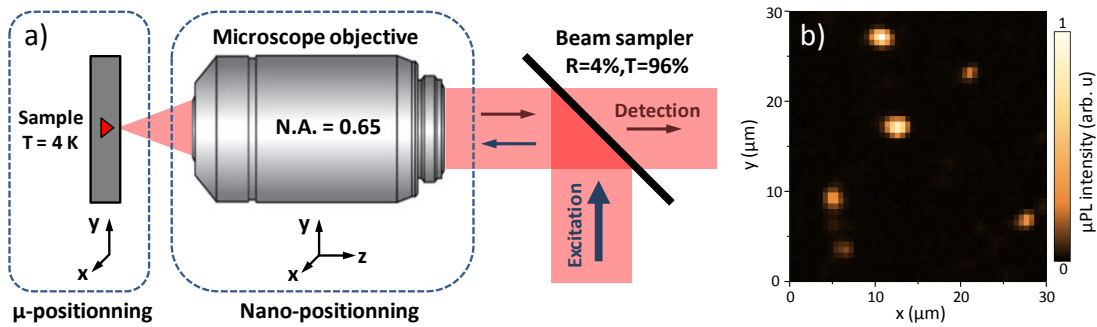 a)
Microscope objective
Beam sampler
R=4%,T=96%
Sample
T = 4 K
N.A. = 0.65
Detection
Excitation
y
x
y
x
z
μ-positionning
Nano-positionning
b)
30
20
10
0
y (μm)
0
10
20
30
x (μm)
1
0
μPL intensity (arb. u)